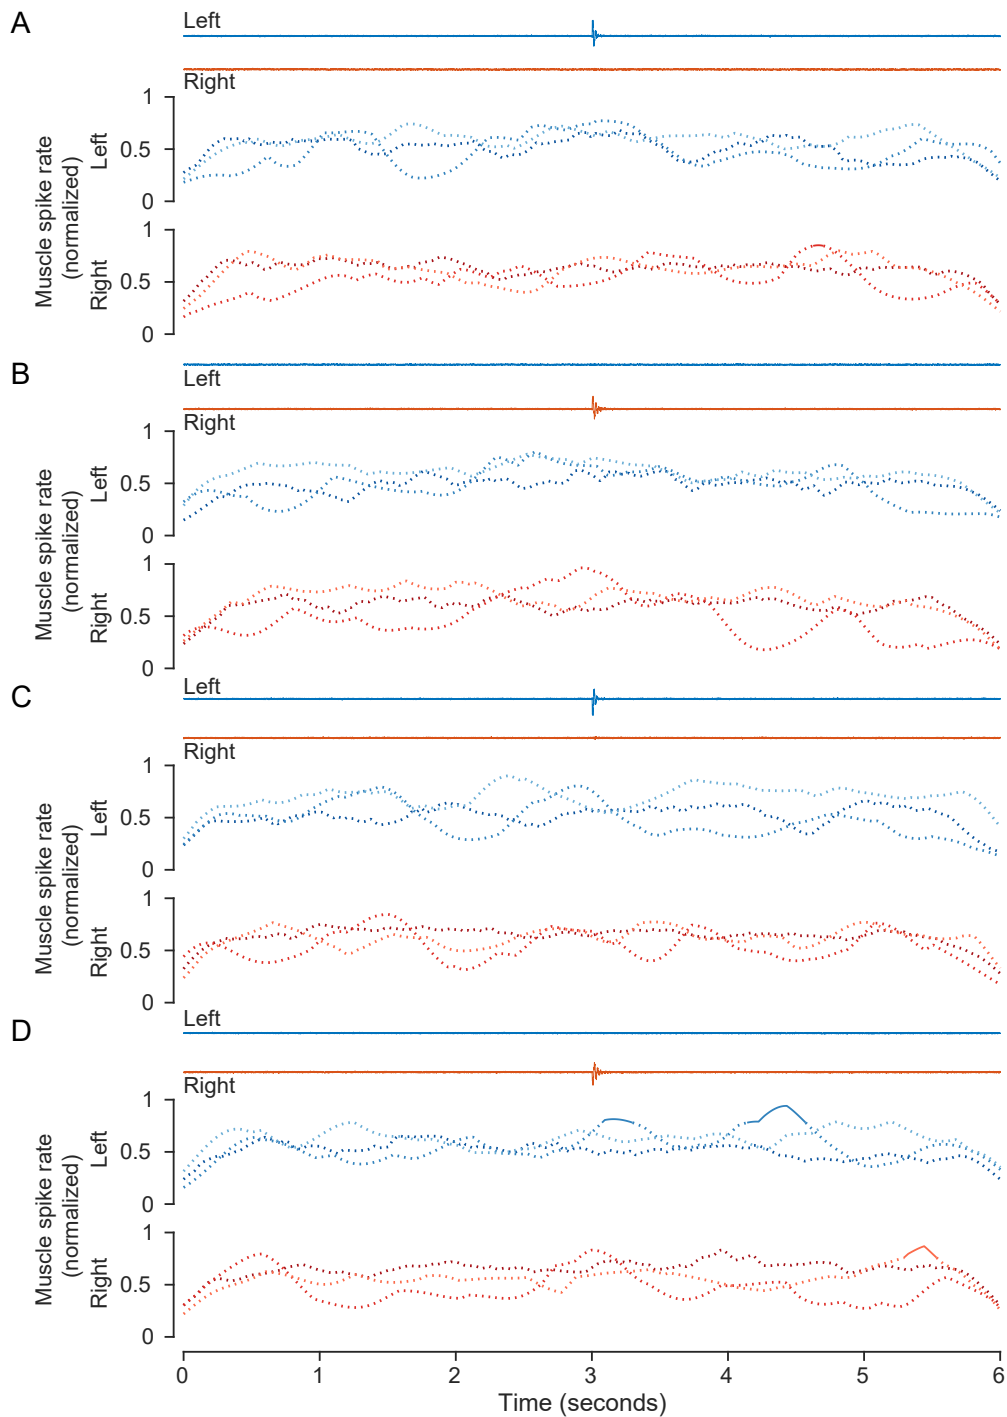 A
Left
Right
1
0.5
0
Left
1
0.5
0
Right
Muscle spike rate
(normalized)
B
Left
Right
1
0.5
0
Left
1
0.5
0
Right
Muscle spike rate
(normalized)
C
Left
Right
1
0.5
0
Left
1
0.5
0
Right
Muscle spike rate
(normalized)
D
Left
Right
1
0.5
0
Left
1
0.5
0
Right
Muscle spike rate
(normalized)
0 1 2 3 4 5 6
Time (seconds)